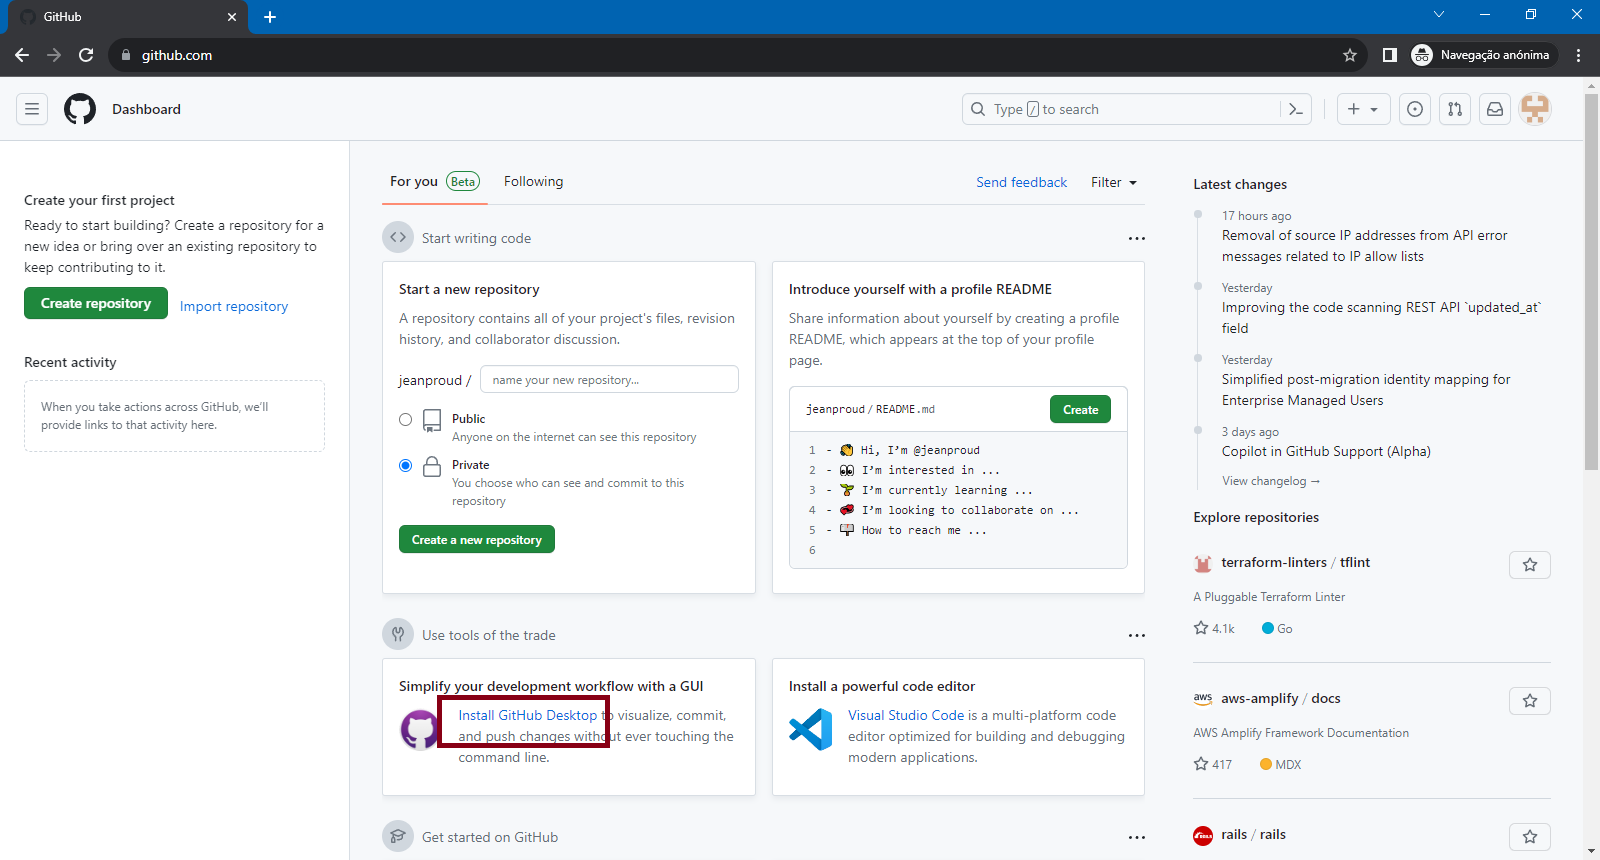 GitHub
github.com
Navegação anónima
Dashboard
Type / to search
For you Beta
Following
Send feedback
Filter
Create your first project
Ready to start building? Create a repository for a
new idea or bring over an existing repository to
keep contributing to it.
Create repository
Import repository
Recent activity
When you take actions across GitHub, we'll
provide links to that activity here.
Start writing code
Start a new repository
A repository contains all of your project's files, revision
history, and collaborator discussion.
jeanproud /
name your new repository...
Public
Anyone on the internet can see this repository
Private
You choose who can see and commit to this
repository
Create a new repository
Introduce yourself with a profile README
Share information about yourself by creating a profile
README, which appears at the top of your profile
page.
jeanproud / README.md
Create
1 - 👋 Hi, I'm @jeanproud
2 - 👀 I'm interested in ...
3 - 🌱 I'm currently learning ...
4 - 💞️ I'm looking to collaborate on ...
5 - 📫 How to reach me ...
6
Use tools of the trade
Simplify your development workflow with a GUI
Install GitHub Desktop to visualize, commit,
and push changes without ever touching the
command line.
Install a powerful code editor
Visual Studio Code is a multi-platform code
editor optimized for building and debugging
modern applications.
Get started on GitHub
Latest changes
17 hours ago
Removal of source IP addresses from API error
messages related to IP allow lists
Yesterday
Improving the code scanning REST API `updated_at`
field
Yesterday
Simplified post-migration identity mapping for
Enterprise Managed Users
3 days ago
Copilot in GitHub Support (Alpha)
View changelog →
Explore repositories
terraform-linters / tflint
A Pluggable Terraform Linter
4.1k
Go
aws
aws-amplify / docs
AWS Amplify Framework Documentation
417
MDX
rails / rails